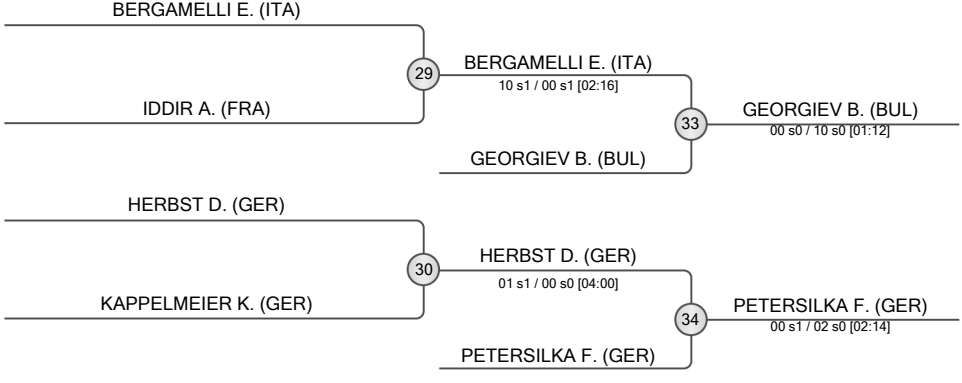 BERGAMELLI E. (ITA)
29
BERGAMELLI E. (ITA)
10 s1 / 00 s1 [02:16]
IDDIR A. (FRA)
33
GEORGIEV B. (BUL)
00 s0 / 10 s0 [01:12]
GEORGIEV B. (BUL)
HERBST D. (GER)
30
HERBST D. (GER)
01 s1 / 00 s0 [04:00]
KAPPELMEIER K. (GER)
34
PETERSILKA F. (GER)
00 s1 / 02 s0 [02:14]
PETERSILKA F. (GER)